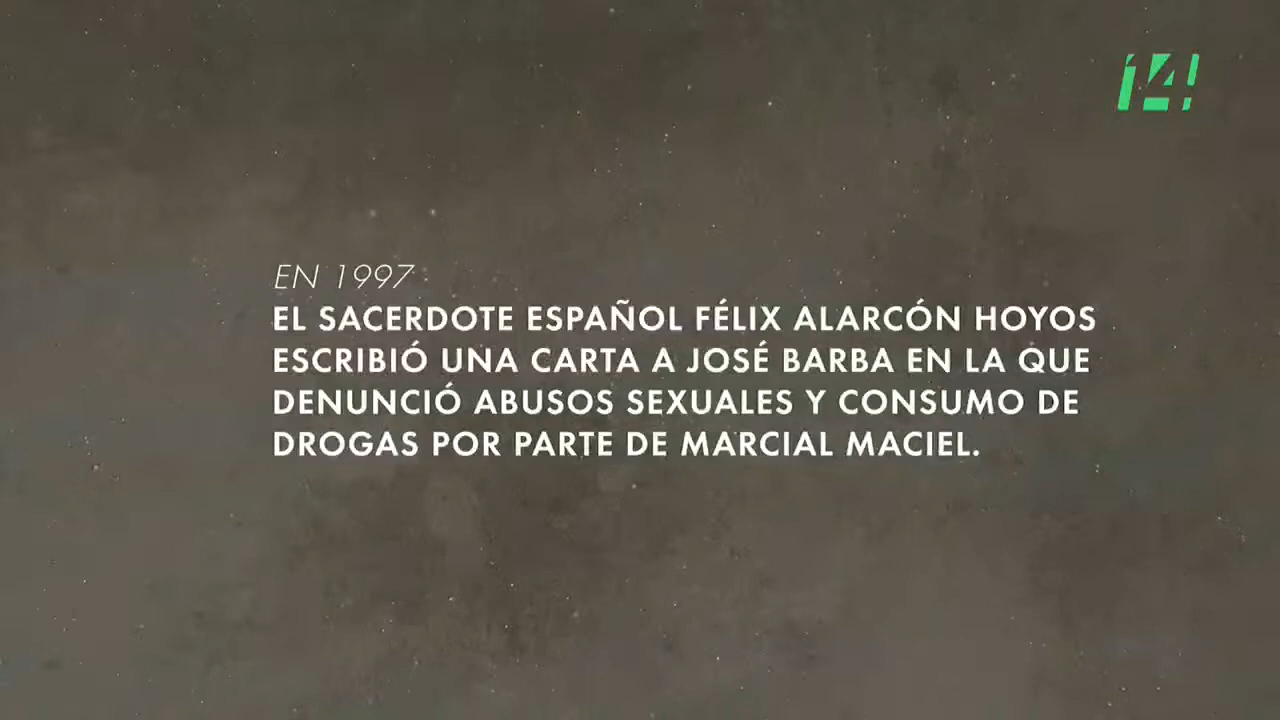 14
EN 1997
EL SACERDOTE ESPAÑOL FÉLIX ALARCÓN HOYOS
ESCRIBIÓ UNA CARTA A JOSÉ BARBA EN LA QUE
DENUNCIÓ ABUSOS SEXUALES Y CONSUMO DE
DROGAS POR PARTE DE MARCIAL MACIEL.